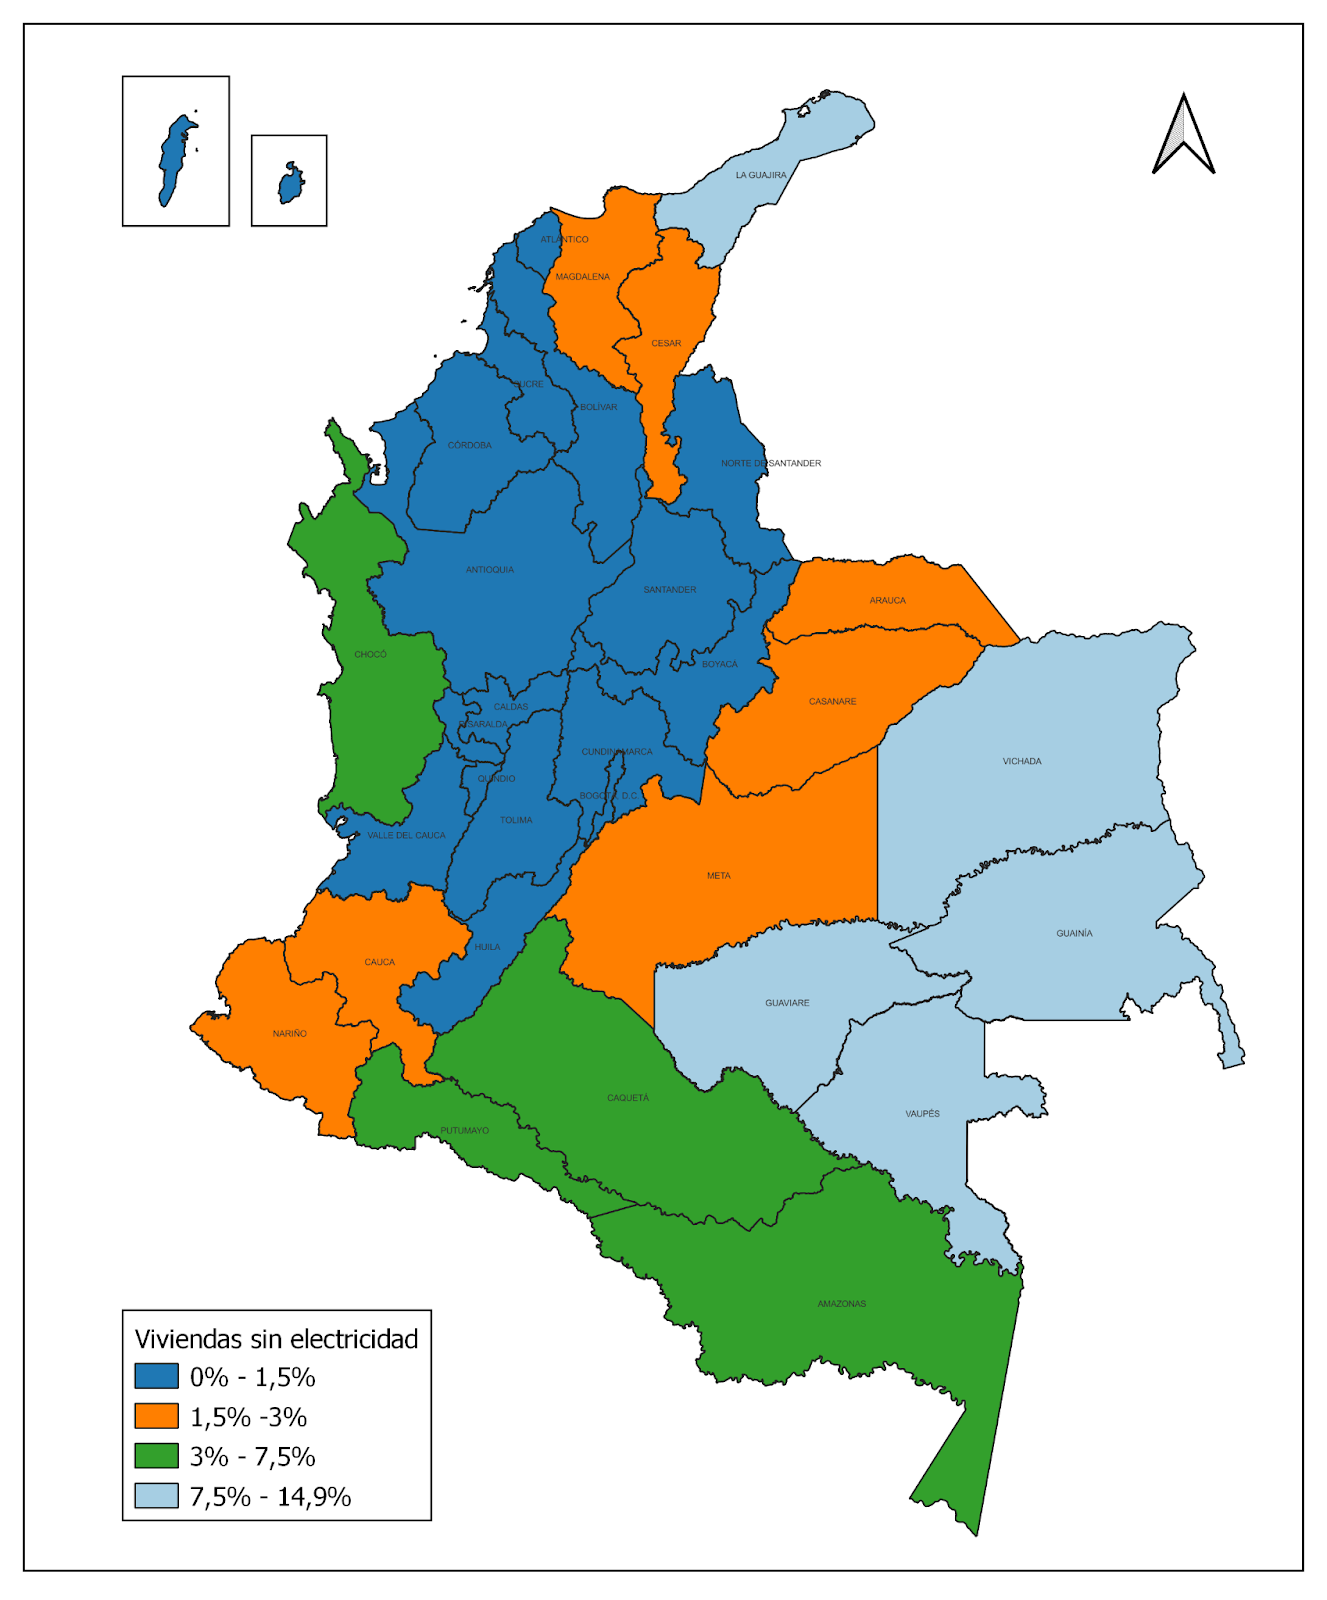 LA GUAJIRA
ATLÁNTICO
MAGDALENA
CESAR
SUCRE
BOLÍVAR
CÓRDOBA
NORTE DE SANTANDER
ANTIOQUIA
SANTANDER
ARAUCA
CHOCÓ
BOYACÁ
CASANARE
CALDAS
RISARALDA
CUNDINAMARCA
VICHADA
QUINDIO
BOGOTÁ, D.C.
TOLIMA
VALLE DEL CAUCA
META
GUAINÍA
HUILA
CAUCA
GUAVIARE
NARIÑO
CAQUETÁ
VAUPÉS
PUTUMAYO
AMAZONAS
Viviendas sin electricidad
0% - 1,5%
1,5% -3%
3% - 7,5%
7,5% - 14,9%